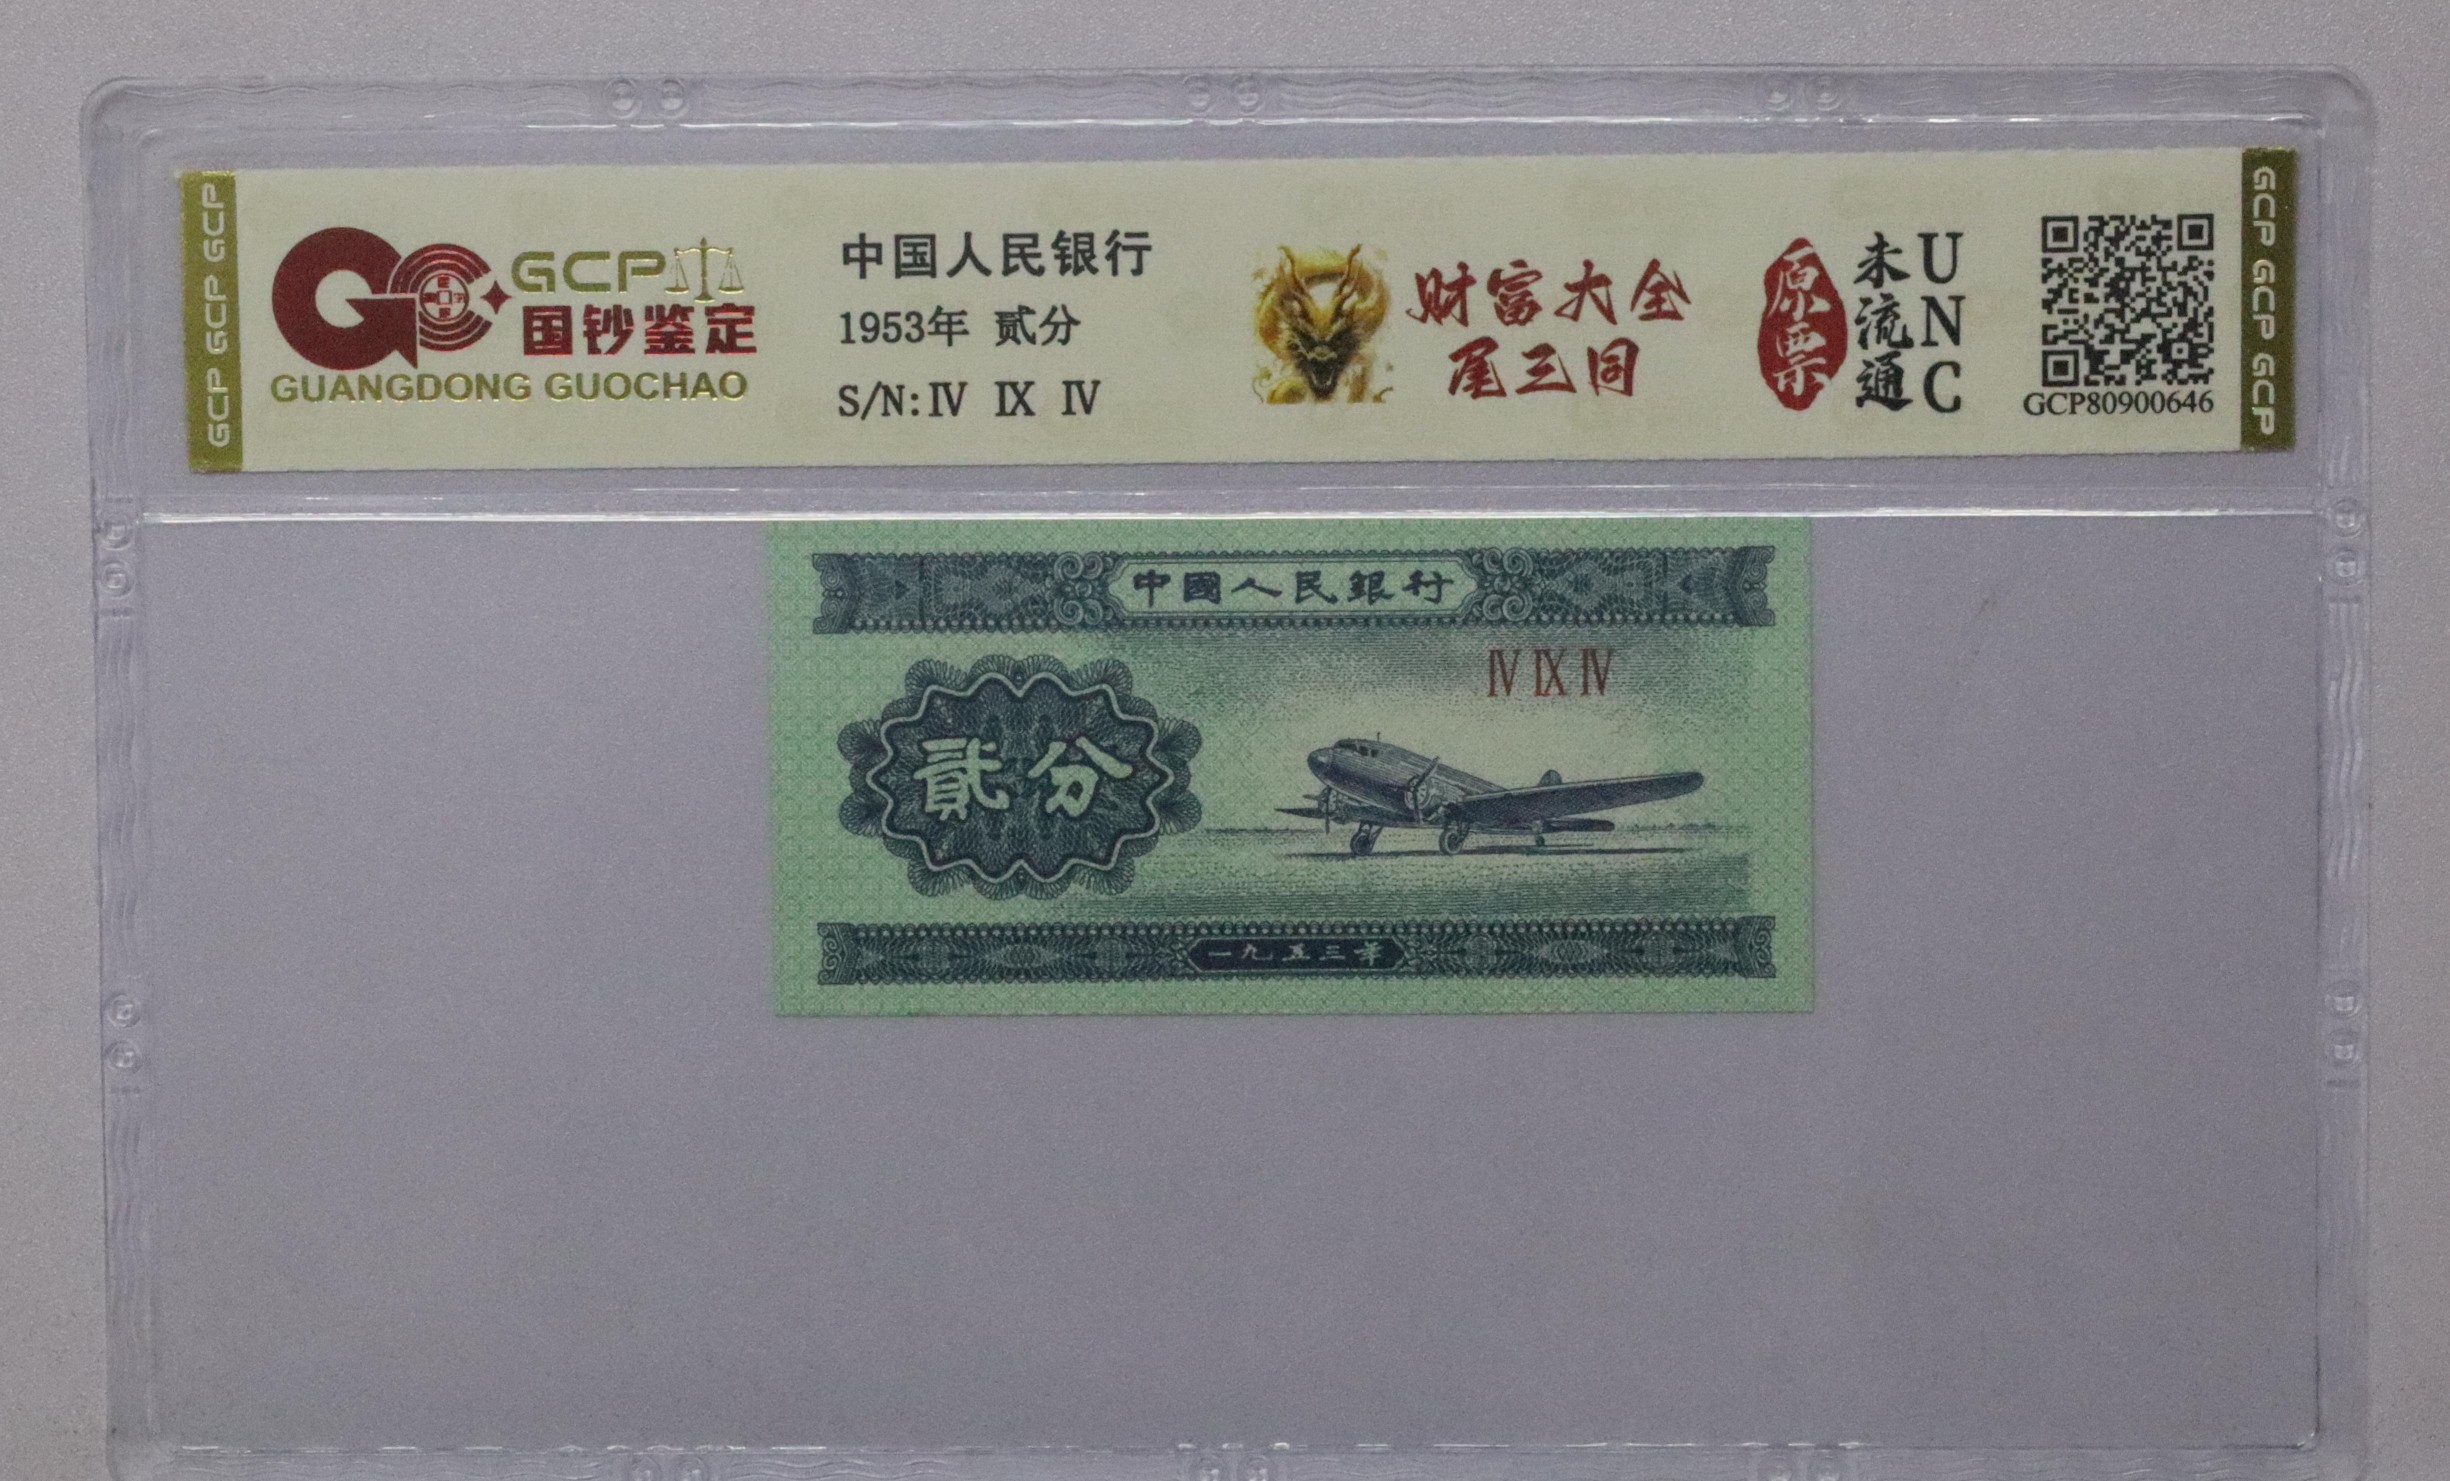 GCP GCP GCP
GCP
国钞鉴定
GUANGDONG GUOCHAO
中国人民银行
1953年 贰分
S/N:Ⅳ Ⅸ Ⅳ
财富大全
尾三同
原票
未流通
UNC
GCP80900646
GCP GCP GCP
中國人民銀行
Ⅳ Ⅸ Ⅳ
貳分
一九五三年